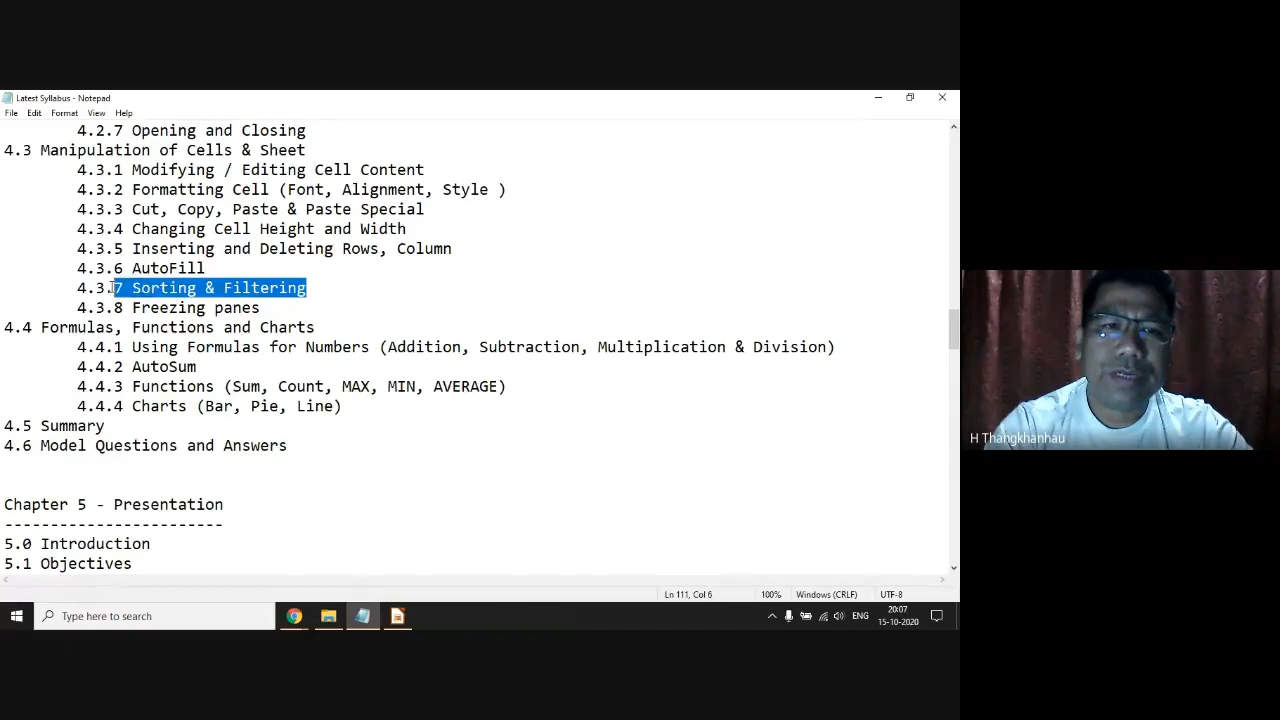 Latest Syllabus - Notepad
File Edit Format View Help
4.2.7 Opening and Closing
4.3 Manipulation of Cells & Sheet
4.3.1 Modifying / Editing Cell Content
4.3.2 Formatting Cell (Font, Alignment, Style )
4.3.3 Cut, Copy, Paste & Paste Special
4.3.4 Changing Cell Height and Width
4.3.5 Inserting and Deleting Rows, Column
4.3.6 AutoFill
4.3.7 Sorting & Filtering
4.3.8 Freezing panes
4.4 Formulas, Functions and Charts
4.4.1 Using Formulas for Numbers (Addition, Subtraction, Multiplication & Division)
4.4.2 AutoSum
4.4.3 Functions (Sum, Count, MAX, MIN, AVERAGE)
4.4.4 Charts (Bar, Pie, Line)
4.5 Summary
4.6 Model Questions and Answers
Chapter 5 - Presentation
------------------------
5.0 Introduction
5.1 Objectives
Ln 111, Col 6 100% Windows (CRLF) UTF-8
Type here to search
ENG
20:07
15-10-2020
H Thangkhanhau